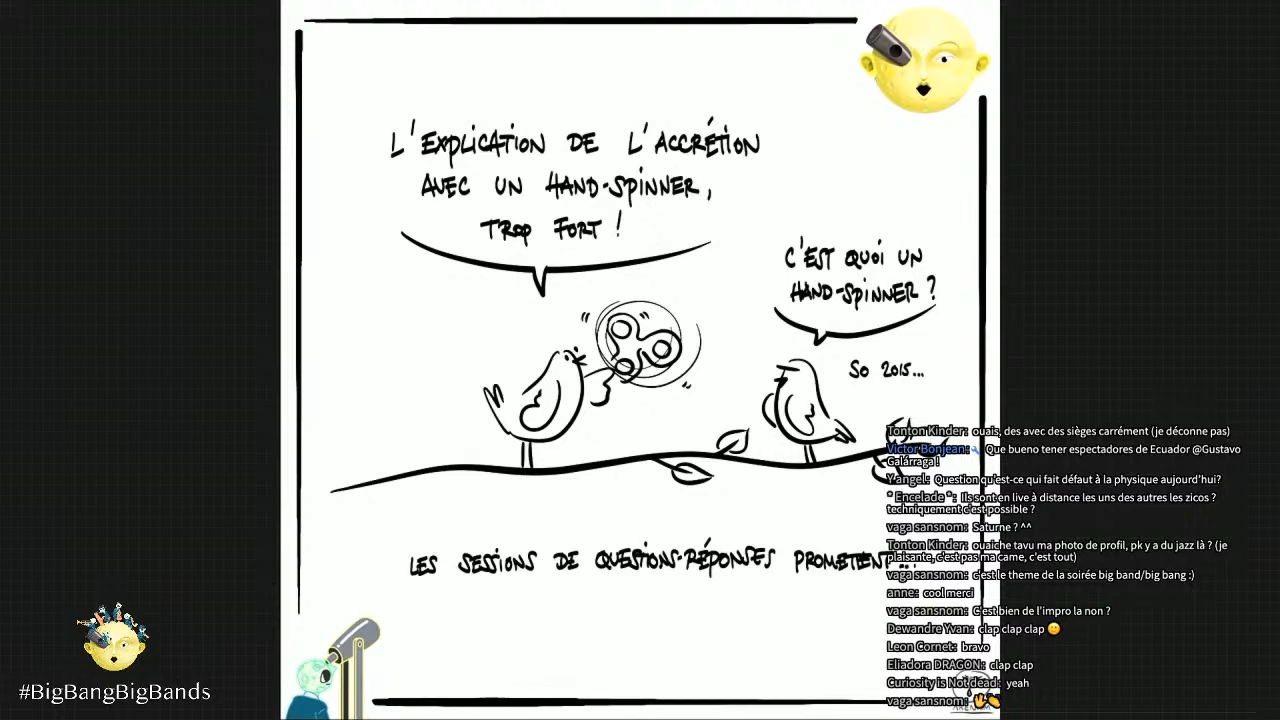 L'EXPLICATION DE L'ACCRÉTION
AVEC UN HAND-SPINNER,
TROP FORT !
C'EST QUOI UN
HAND-SPINNER ?
SO 2015...
LES SESSIONS DE QUESTIONS-RÉPONSES PROMETENT...
Tonton Kinder: ouais, des avec des sièges carrément (je déconne pas)
Victor Bonjean: Que bueno tener espectadores de Ecuador @Gustavo
Galárraga!
Y'angel: Question qu'est-ce qui fait défaut à la physique aujourd'hui?
* Encelade *: Ils sont en live à distance les uns des autres les zicos ?
techniquement c'est possible ?
vaga sansnom: Saturne ? ^^
Tonton Kinder: ouaiche tavu ma photo de profil, pk y a du jazz là ? (je
plaisante, c'est pas ma came, c'est tout)
vaga sansnom: c'est le theme de la soirée big band/big bang :)
anne: cool merci
vaga sansnom: C'est bien de l'impro la non ?
Dewandre Yvan: clap clap clap 😶
Leon Cornet: bravo
Eliadora DRAGON: clap clap
Curiosity is Not dead: yeah
vaga sansnom: 👏👏
#BigBangBigBands